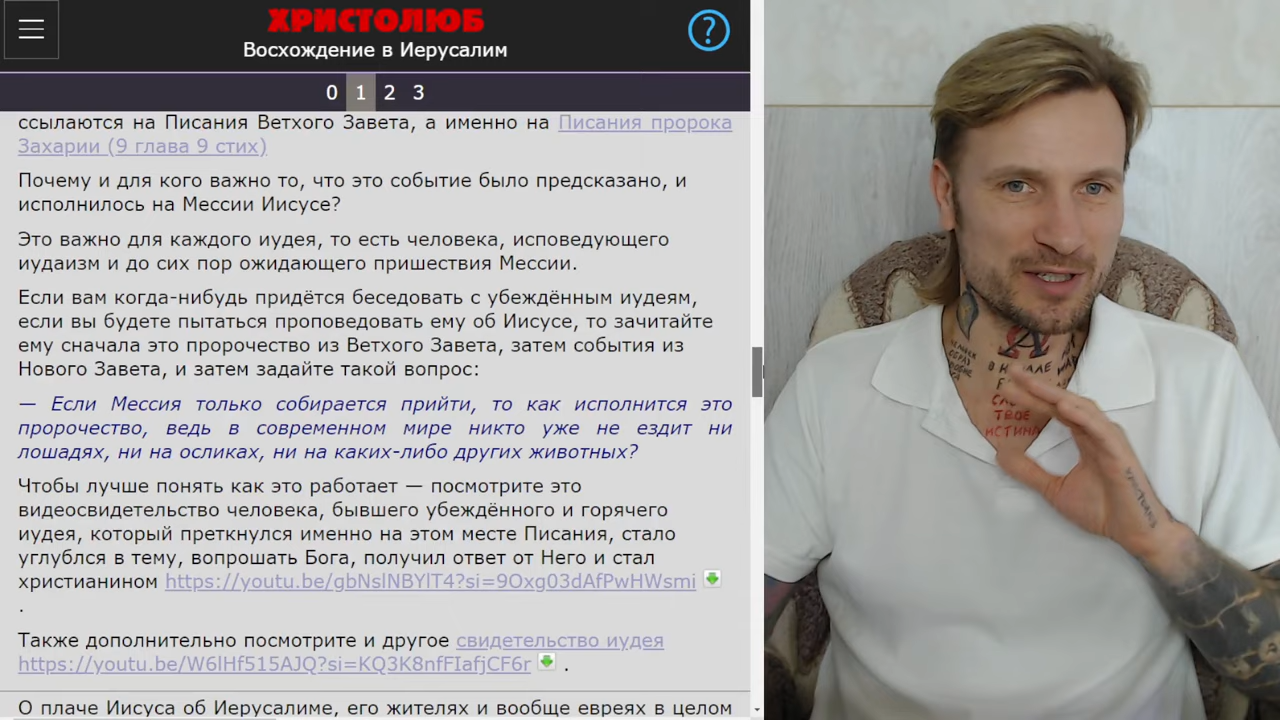 ХРИСТОЛЮБ
Восхождение в Иерусалим
?
0 1 2 3
ссылаются на Писания Ветхого Завета, а именно на Писания пророка
Захарии (9 глава 9 стих)
Почему и для кого важно то, что это событие было предсказано, и
исполнилось на Мессии Иисусе?
Это важно для каждого иудея, то есть человека, исповедующего
иудаизм и до сих пор ожидающего пришествия Мессии.
Если вам когда-нибудь придётся беседовать с убеждённым иудеям,
если вы будете пытаться проповедовать ему об Иисусе, то зачитайте
ему сначала это пророчество из Ветхого Завета, затем события из
Нового Завета, и затем задайте такой вопрос:
— Если Мессия только собирается прийти, то как исполнится это
пророчество, ведь в современном мире никто уже не ездит ни
лошадях, ни на осликах, ни на каких-либо других животных?
Чтобы лучше понять как это работает — посмотрите это
видеосвидетельство человека, бывшего убеждённого и горячего
иудея, который преткнулся именно на этом месте Писания, стало
углублся в тему, вопрошать Бога, получил ответ от Него и стал
христианином https://youtu.be/gbNslNBYlT4?si=9Oxg03dAfPwHWsmi
.
Также дополнительно посмотрите и другое свидетельство иудея
https://youtu.be/W6lHf515AJQ?si=KQ3K8nfFIafjCF6r .
О плаче Иисуса об Иерусалиме, его жителях и вообще евреях в целом
ТВОЕ
ИСТИНА